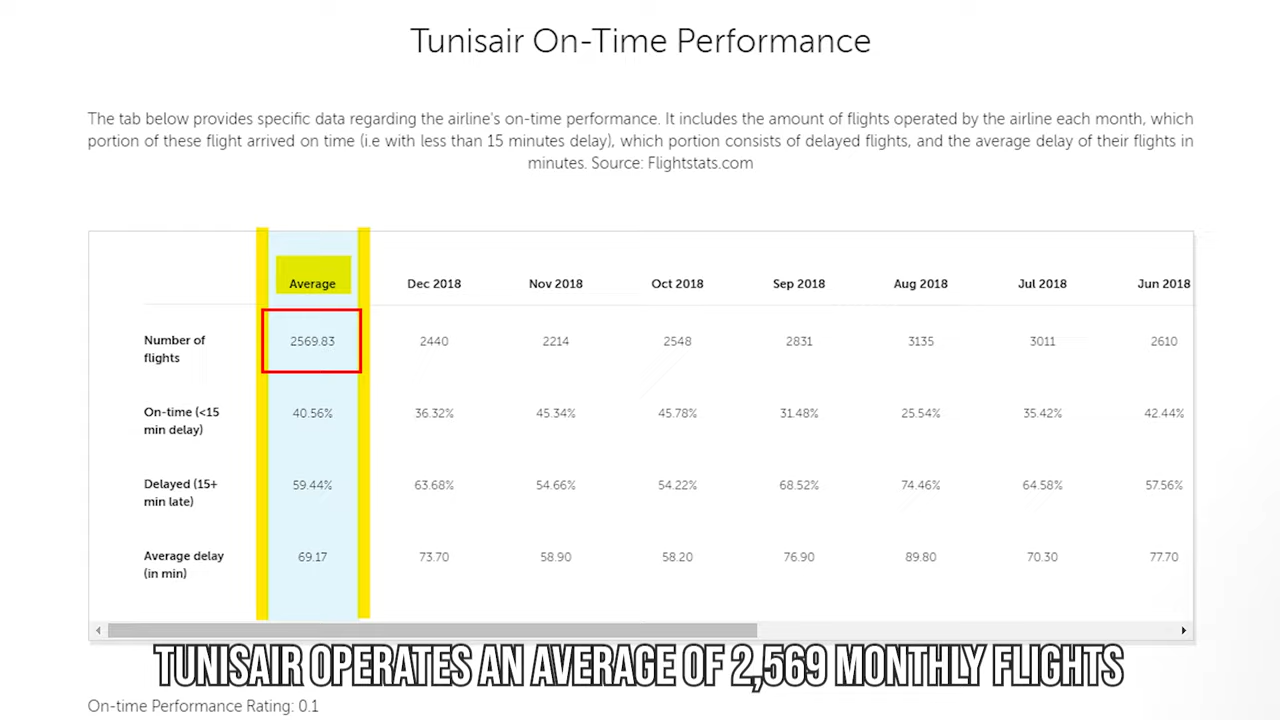 Tunisair On-Time Performance
The tab below provides specific data regarding the airline's on-time performance. It includes the amount of flights operated by the airline each month, which
portion of these flight arrived on time (i.e with less than 15 minutes delay), which portion consists of delayed flights, and the average delay of their flights in
minutes. Source: Flightstats.com
Average Dec 2018 Nov 2018 Oct 2018 Sep 2018 Aug 2018 Jul 2018 Jun 2018
Number of
flights
2569.83 2440 2214 2548 2831 3135 3011 2610
On-time (<15
min delay)
40.56% 36.32% 45.34% 45.78% 31.48% 25.54% 35.42% 42.44%
Delayed (15+
min late)
59.44% 63.68% 54.66% 54.22% 68.52% 74.46% 64.58% 57.56%
Average delay
(in min)
69.17 73.70 58.90 58.20 76.90 89.80 70.30 77.70
TUNISAIR OPERATES AN AVERAGE OF 2,569 MONTHLY FLIGHTS
On-time Performance Rating: 0.1